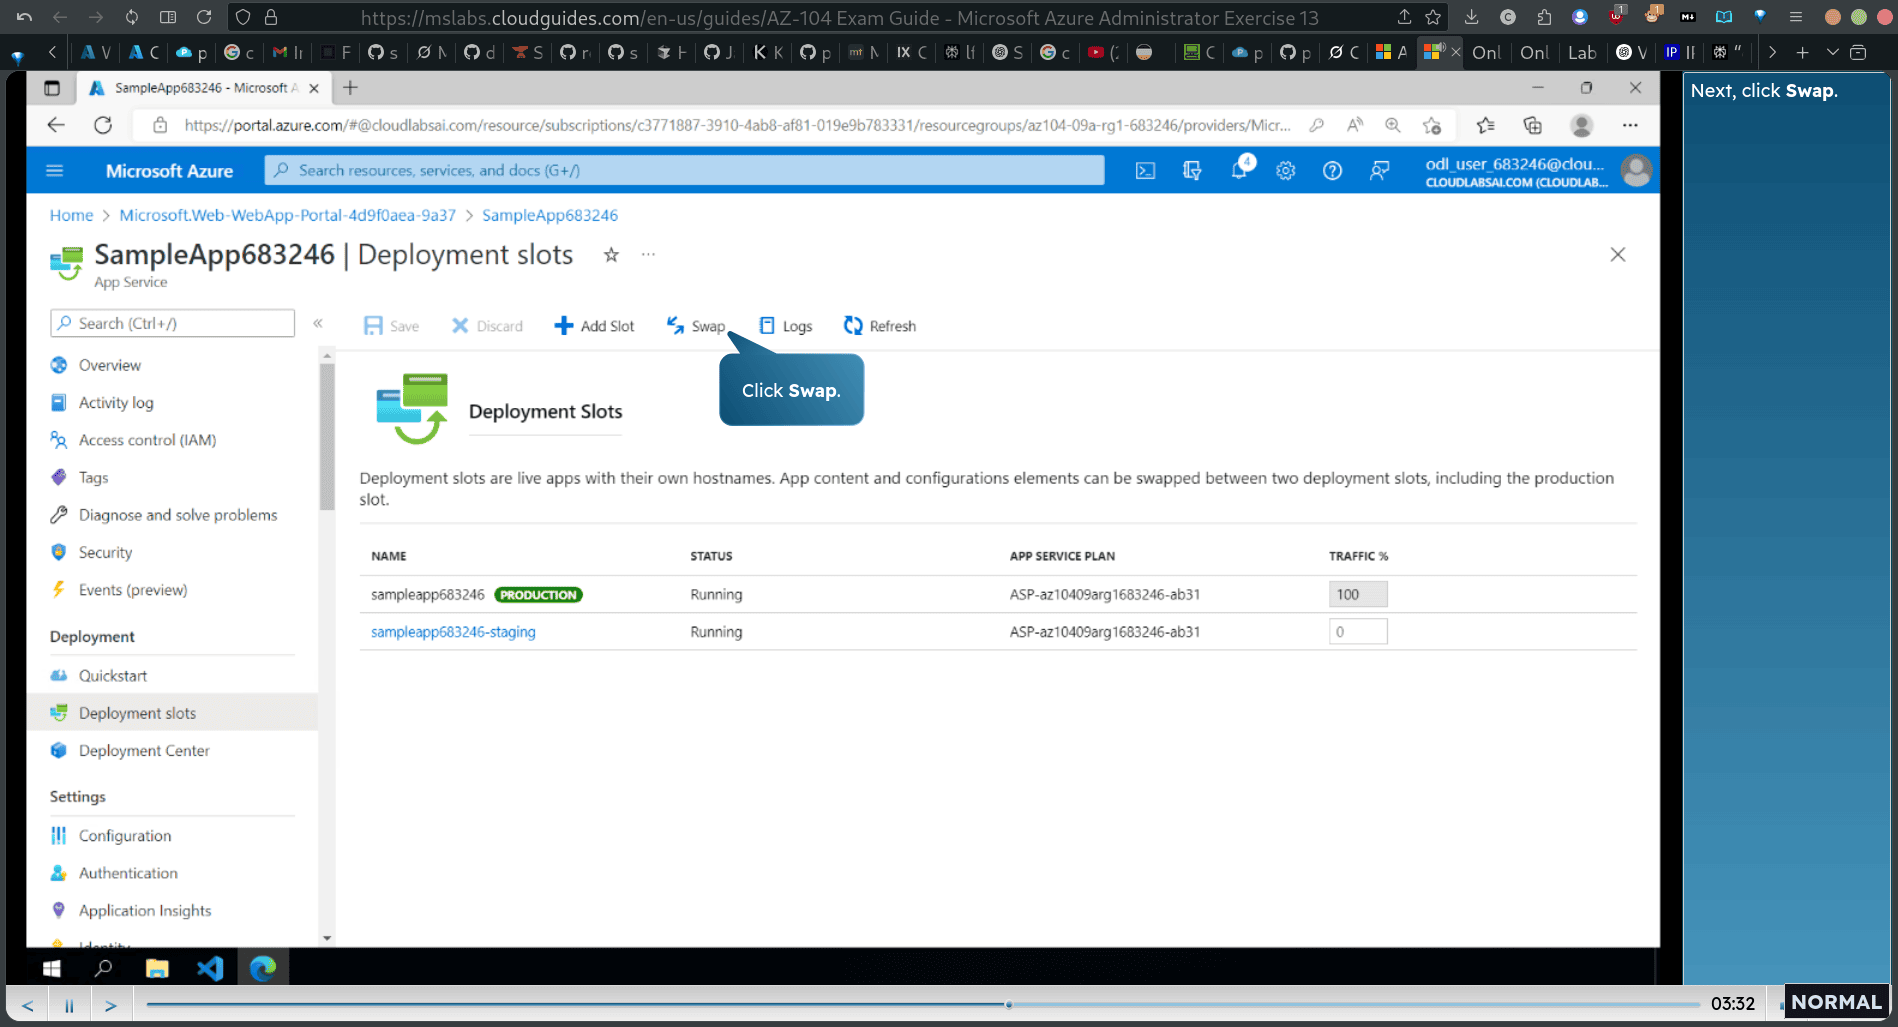 https://mslabs.cloudguides.com/en-us/guides/AZ-104 Exam Guide - Microsoft Azure Administrator Exercise 13
Onl
Onl
Lab
SampleApp683246 - Microsoft A
https://portal.azure.com/#@cloudlabsai.com/resource/subscriptions/c3771887-3910-4ab8-af81-019e9b783331/resourcegroups/az104-09a-rg1-683246/providers/Micr...
Microsoft Azure
Search resources, services, and docs (G+/)
4
odl_user_683246@clou...
CLOUDLABSAI.COM (CLOUDLAB...
Home > Microsoft.Web-WebApp-Portal-4d9f0aea-9a37 > SampleApp683246
SampleApp683246 | Deployment slots
App Service
Search (Ctrl+/)
Save
Discard
Add Slot
Swap
Logs
Refresh
Overview
Activity log
Access control (IAM)
Tags
Diagnose and solve problems
Security
Events (preview)
Deployment
Quickstart
Deployment slots
Deployment Center
Settings
Configuration
Authentication
Application Insights
Identity
Click Swap.
Deployment Slots
Deployment slots are live apps with their own hostnames. App content and configurations elements can be swapped between two deployment slots, including the production
slot.
NAME STATUS APP SERVICE PLAN TRAFFIC %
sampleapp683246 PRODUCTION Running ASP-az10409arg1683246-ab31 100
sampleapp683246-staging Running ASP-az10409arg1683246-ab31 0
Next, click Swap.
03:32
NORMAL